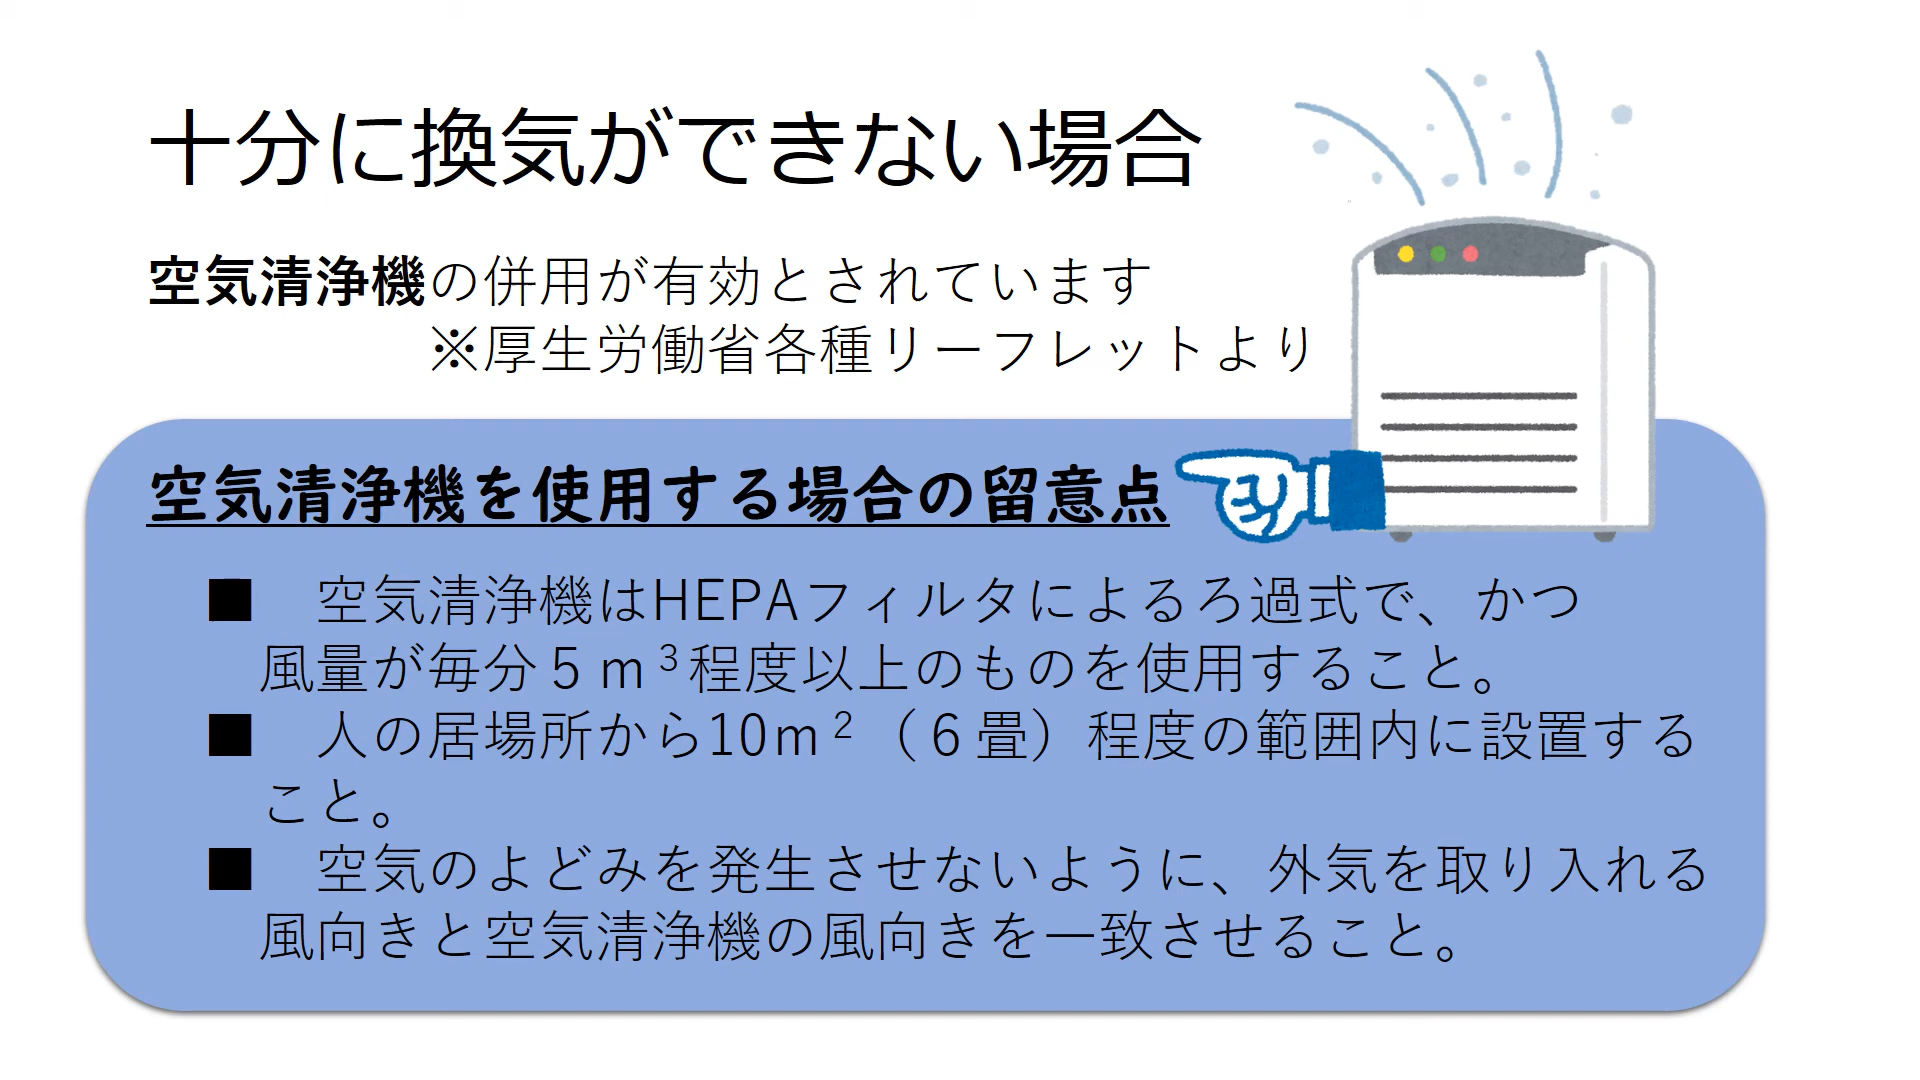 十分に換気ができない場合
空気清浄機の併用が有効とされています
※厚生労働省各種リーフレットより
空気清浄機を使用する場合の留意点
■　空気清浄機はHEPAフィルタによるろ過式で、かつ
風量が毎分５ｍ³程度以上のものを使用すること。
■　人の居場所から10ｍ²（６畳）程度の範囲内に設置する
こと。
■　空気のよどみを発生させないように、外気を取り入れる
風向きと空気清浄機の風向きを一致させること。